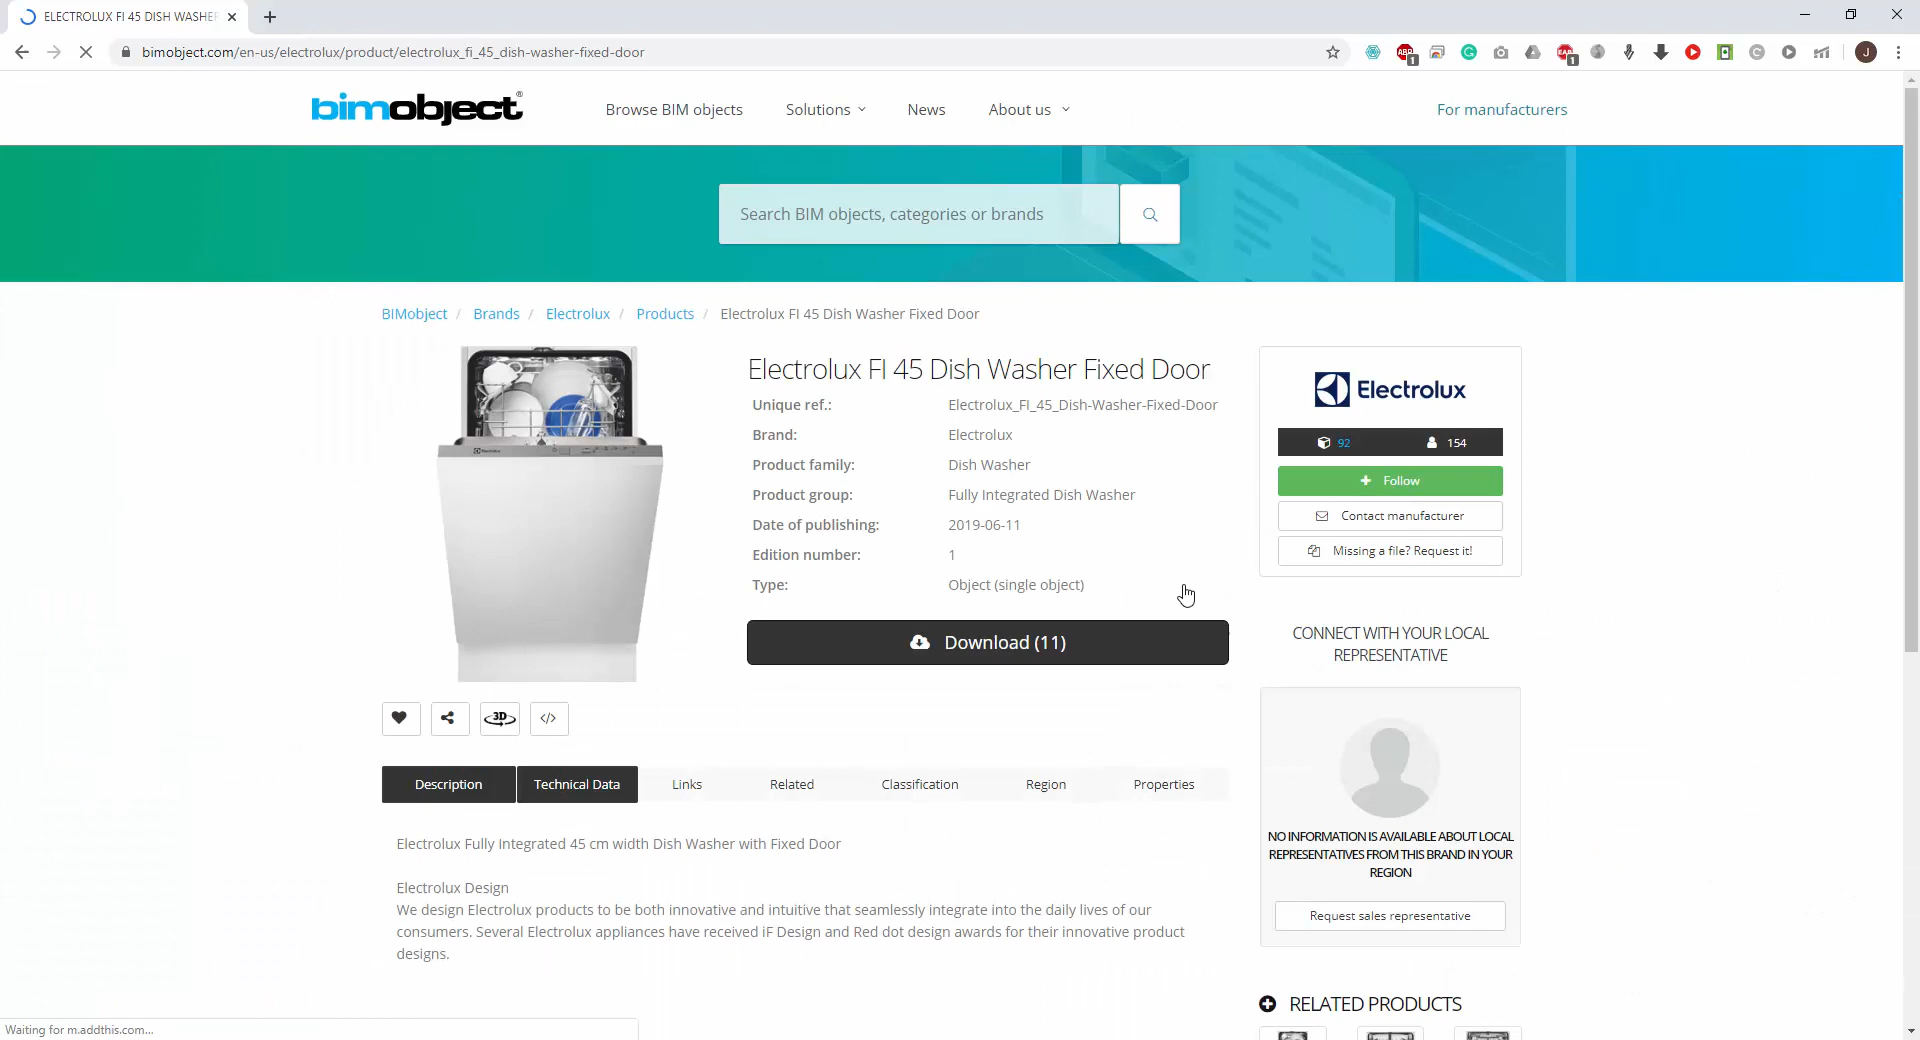 ELECTROLUX FI 45 DISH WASHER
bimobject.com/en-us/electrolux/product/electrolux_fi_45_dish-washer-fixed-door
ABP
1
1
J
bimobject®
Browse BIM objects
Solutions
News
About us
For manufacturers
Search BIM objects, categories or brands
BIMobject / Brands / Electrolux / Products / Electrolux FI 45 Dish Washer Fixed Door
Electrolux
Electrolux FI 45 Dish Washer Fixed Door
Unique ref.: Electrolux_FI_45_Dish-Washer-Fixed-Door
Brand: Electrolux
Product family: Dish Washer
Product group: Fully Integrated Dish Washer
Date of publishing: 2019-06-11
Edition number: 1
Type: Object (single object)
Download (11)
3D
</>
Electrolux
92 154
+ Follow
Contact manufacturer
Missing a file? Request it!
CONNECT WITH YOUR LOCAL
REPRESENTATIVE
NO INFORMATION IS AVAILABLE ABOUT LOCAL
REPRESENTATIVES FROM THIS BRAND IN YOUR
REGION
Request sales representative
RELATED PRODUCTS
Description Technical Data Links Related Classification Region Properties
Electrolux Fully Integrated 45 cm width Dish Washer with Fixed Door
Electrolux Design
We design Electrolux products to be both innovative and intuitive that seamlessly integrate into the daily lives of our
consumers. Several Electrolux appliances have received iF Design and Red dot design awards for their innovative product
designs.
Waiting for m.addthis.com...